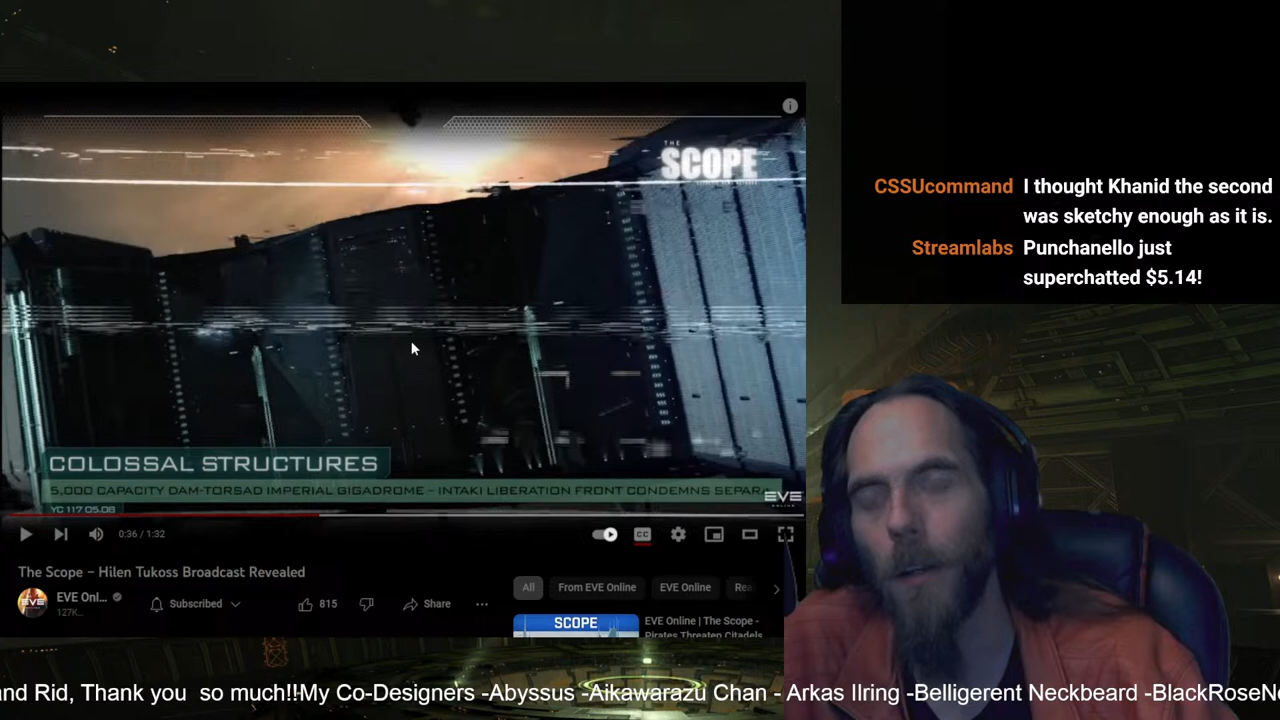 THE
SCOPE
COLOSSAL STRUCTURES
5,000 CAPACITY DAM-TORSAD IMPERIAL GIGADROME - INTAKI LIBERATION FRONT CONDEMNS SEPAR
YC 117.05.08
EVE
ONLINE
0:36 / 1:32
CC
The Scope – Hilen Tukoss Broadcast Revealed
EVE Onl...
127K...
Subscribed
815
Share
All
From EVE Online
EVE Online
Rea
SCOPE
EVE Online | The Scope -
Pirates Threaten Citadels
CSSUcommand I thought Khanid the second
was sketchy enough as it is.
Streamlabs Punchanello just
superchatted $5.14!
and Rid, Thank you so much!!-My Co-Designers -Abyssus -Aikawarazu Chan - Arkas Ilring -Belligerent Neckbeard -BlackRoseN